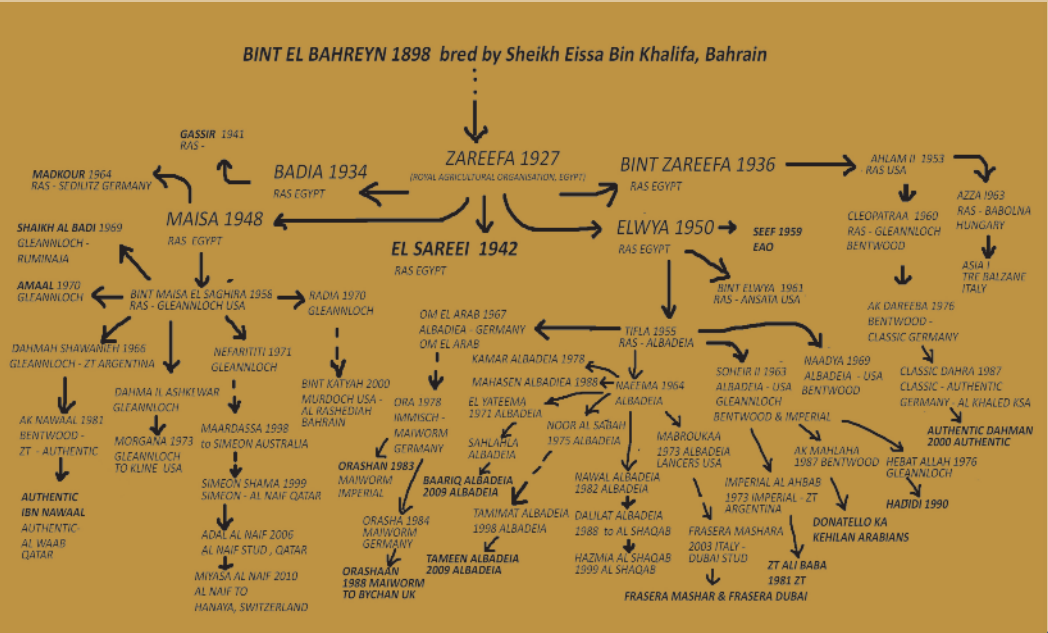 BINT EL BAHREYN 1898 bred by Sheikh Eissa Bin Khalifa, Bahrain
ZAREEFA 1927
(ROYAL AGRICULTURAL ORGANISATION, EGYPT)
GASSIR 1941
RAS -
BADIA 1934
RAS EGYPT
BINT ZAREEFA 1936
RAS EGYPT
AHLAM II 1953
- RAS USA
MADKOUR 1964
RAS - SEDILITZ GERMANY
MAISA 1948
RAS EGYPT
EL SAREEI 1942
RAS EGYPT
ELWYA 1950
RAS EGYPT
SEEF 1959
EAO
CLEOPATRAA 1960
RAS - GLEANNLOCH
BENTWOOD
AZZA I963
RAS - BABOLNA
HUNGARY
ASIA I
TRE BALZANE
ITALY
SHAIKH AL BADI 1969
GLEANNLOCH -
RUMINAJA
AMAAL 1970
GLEANNLOCH
BINT MAISA EL SAGHIRA 1958
RAS - GLEANNLOCH USA
RADIA 1970
GLEANNLOCH
BINT ELWYA 1961
RAS - ANSATA USA
OM EL ARAB 1967
ALBADIEA - GERMANY
OM EL ARAB
TIFLA 1955
RAS - ALBADEIA
AK DAREEBA 1976
BENTWOOD -
CLASSIC GERMANY
DAHMAH SHAWANIEH 1966
GLEANNLOCH - ZT ARGENTINA
NEFARITITI 1971
GLEANNLOCH
KAMAR ALBADEIA 1978
MAHASEN ALBADIEA 1988
NAEEMA 1964
ALBADEIA
SOHEIR II 1963
ALBADEIA - USA
GLEANNLOCH
BENTWOOD & IMPERIAL
NAADYA 1969
ALBADEIA - USA
BENTWOOD
CLASSIC DAHRA 1987
CLASSIC - AUTHENTIC
GERMANY - AL KHALED KSA
AUTHENTIC DAHMAN
2000 AUTHENTIC
DAHMA IL ASHKEWAR
GLEANNLOCH
BINT KATYAH 2000
MURDOCH USA -
AL RASHEDIAH
BAHRAIN
ORA 1978
IMMISCH -
MAIWORM
GERMANY
EL YATEEMA
1971 ALBADEIA
NOOR AL SABAH
1975 ALBADEIA
AK NAWAAL 1981
BENTWOOD -
ZT - AUTHENTIC
MORGANA 1973
GLEANNLOCH
TO KLINE USA
MAARDASSA 1998
to SIMEON AUSTRALIA
SAHLAHLA
ALBADEIA
MABROUKAA
1973 ALBADEIA
LANCERS USA
AK MAHLAHA
1987 BENTWOOD
HEBAT ALLAH 1976
GLEANNLOCH
ORASHAN 1983
MAIWORM
IMPERIAL
BAARIQ ALBADEIA
2009 ALBADEIA
NAWAL ALBADEIA
1982 ALBADEIA
IMPERIAL AL AHBAB
1973 IMPERIAL - ZT
ARGENTINA
SIMEON SHAMA 1999
SIMEON - AL NAIF QATAR
AUTHENTIC
IBN NAWAAL
AUTHENTIC-
AL WAAB
QATAR
ORASHA 1984
MAIWORM
GERMANY
TAMIMAT ALBADEIA
1998 ALBADEIA
DALILAT ALBADEIA
1988 to AL SHAQAB
FRASERA MASHARA
2003 ITALY -
DUBAI STUD
DONATELLO KA
KEHILAN ARABIANS
HADIDI 1990
ADAL AL NAIF 2006
AL NAIF STUD , QATAR
ORASHAAN
1988 MAIWORM
TO BYCHAN UK
TAMEEN ALBADEIA
2009 ALBADEIA
HAZMIA AL SHAQAB
1999 AL SHAQAB
ZT ALI BABA
1981 ZT
MIYASA AL NAIF 2010
AL NAIF TO
HANAYA, SWITZERLAND
FRASERA MASHAR & FRASERA DUBAI